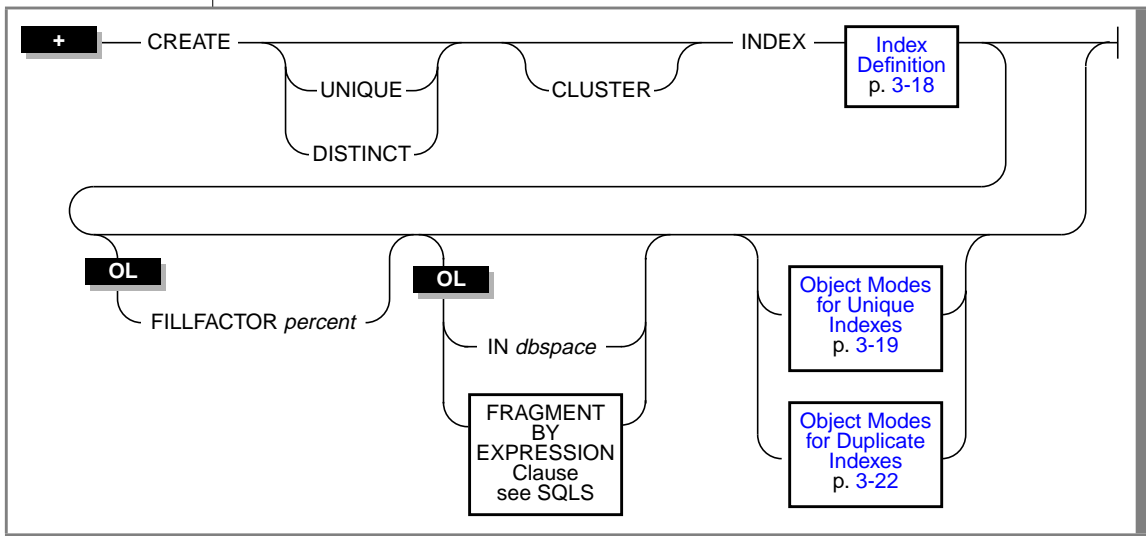 +
CREATE
UNIQUE
DISTINCT
CLUSTER
INDEX
Index
Definition
p. 3-18
OL
FILLFACTOR percent
OL
IN dbspace
FRAGMENT
BY
EXPRESSION
Clause
see SQLS
Object Modes
for Unique
Indexes
p. 3-19
Object Modes
for Duplicate
Indexes
p. 3-22